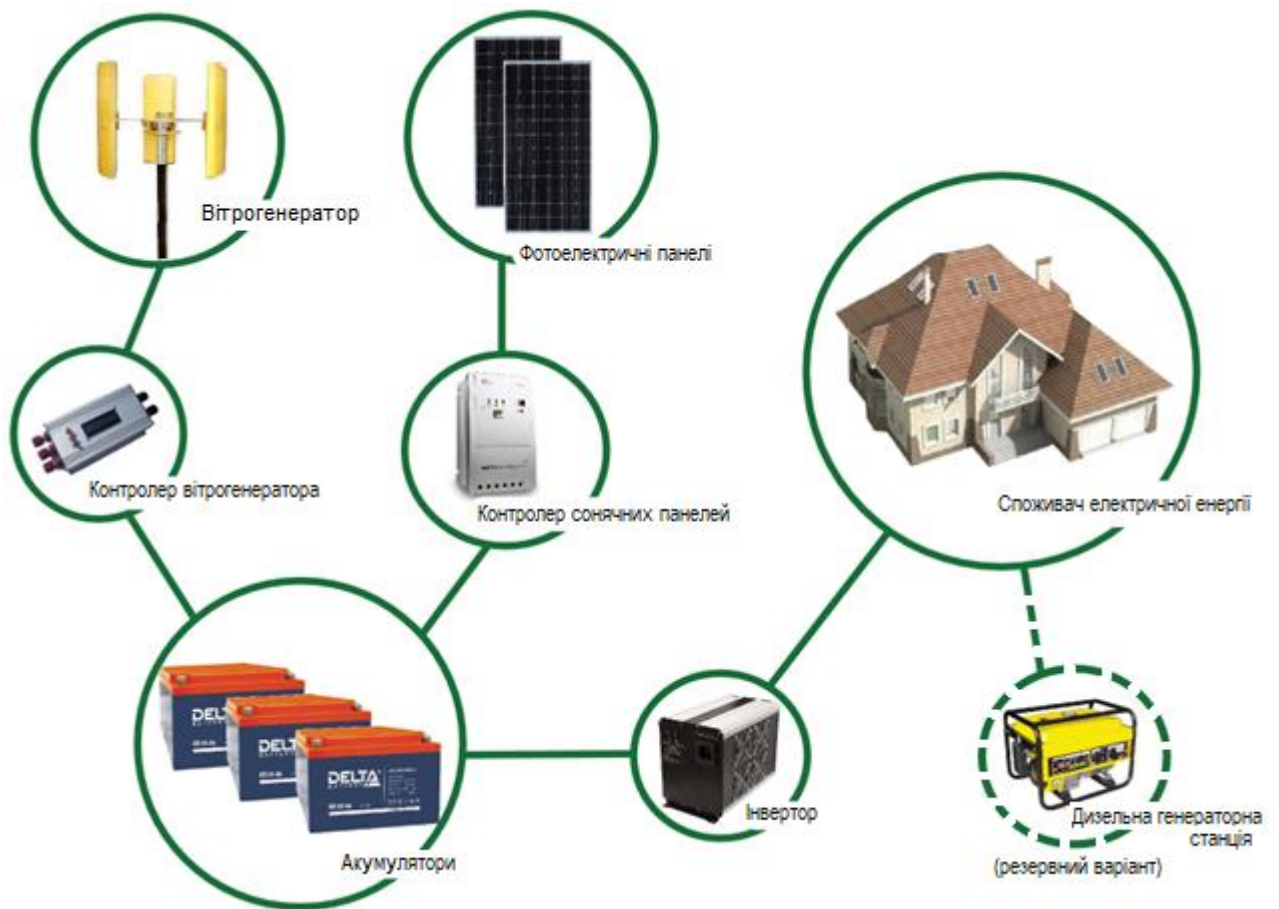 Вітрогенератор
Фотоелектричні панелі
Контролер вітрогенератора
Контролер сонячних панелей
Споживач електричної енергії
DELTA
DELTA
DELTA
Акумулятори
Інвертор
Дизельна генераторна
станція
(резервний варіант)